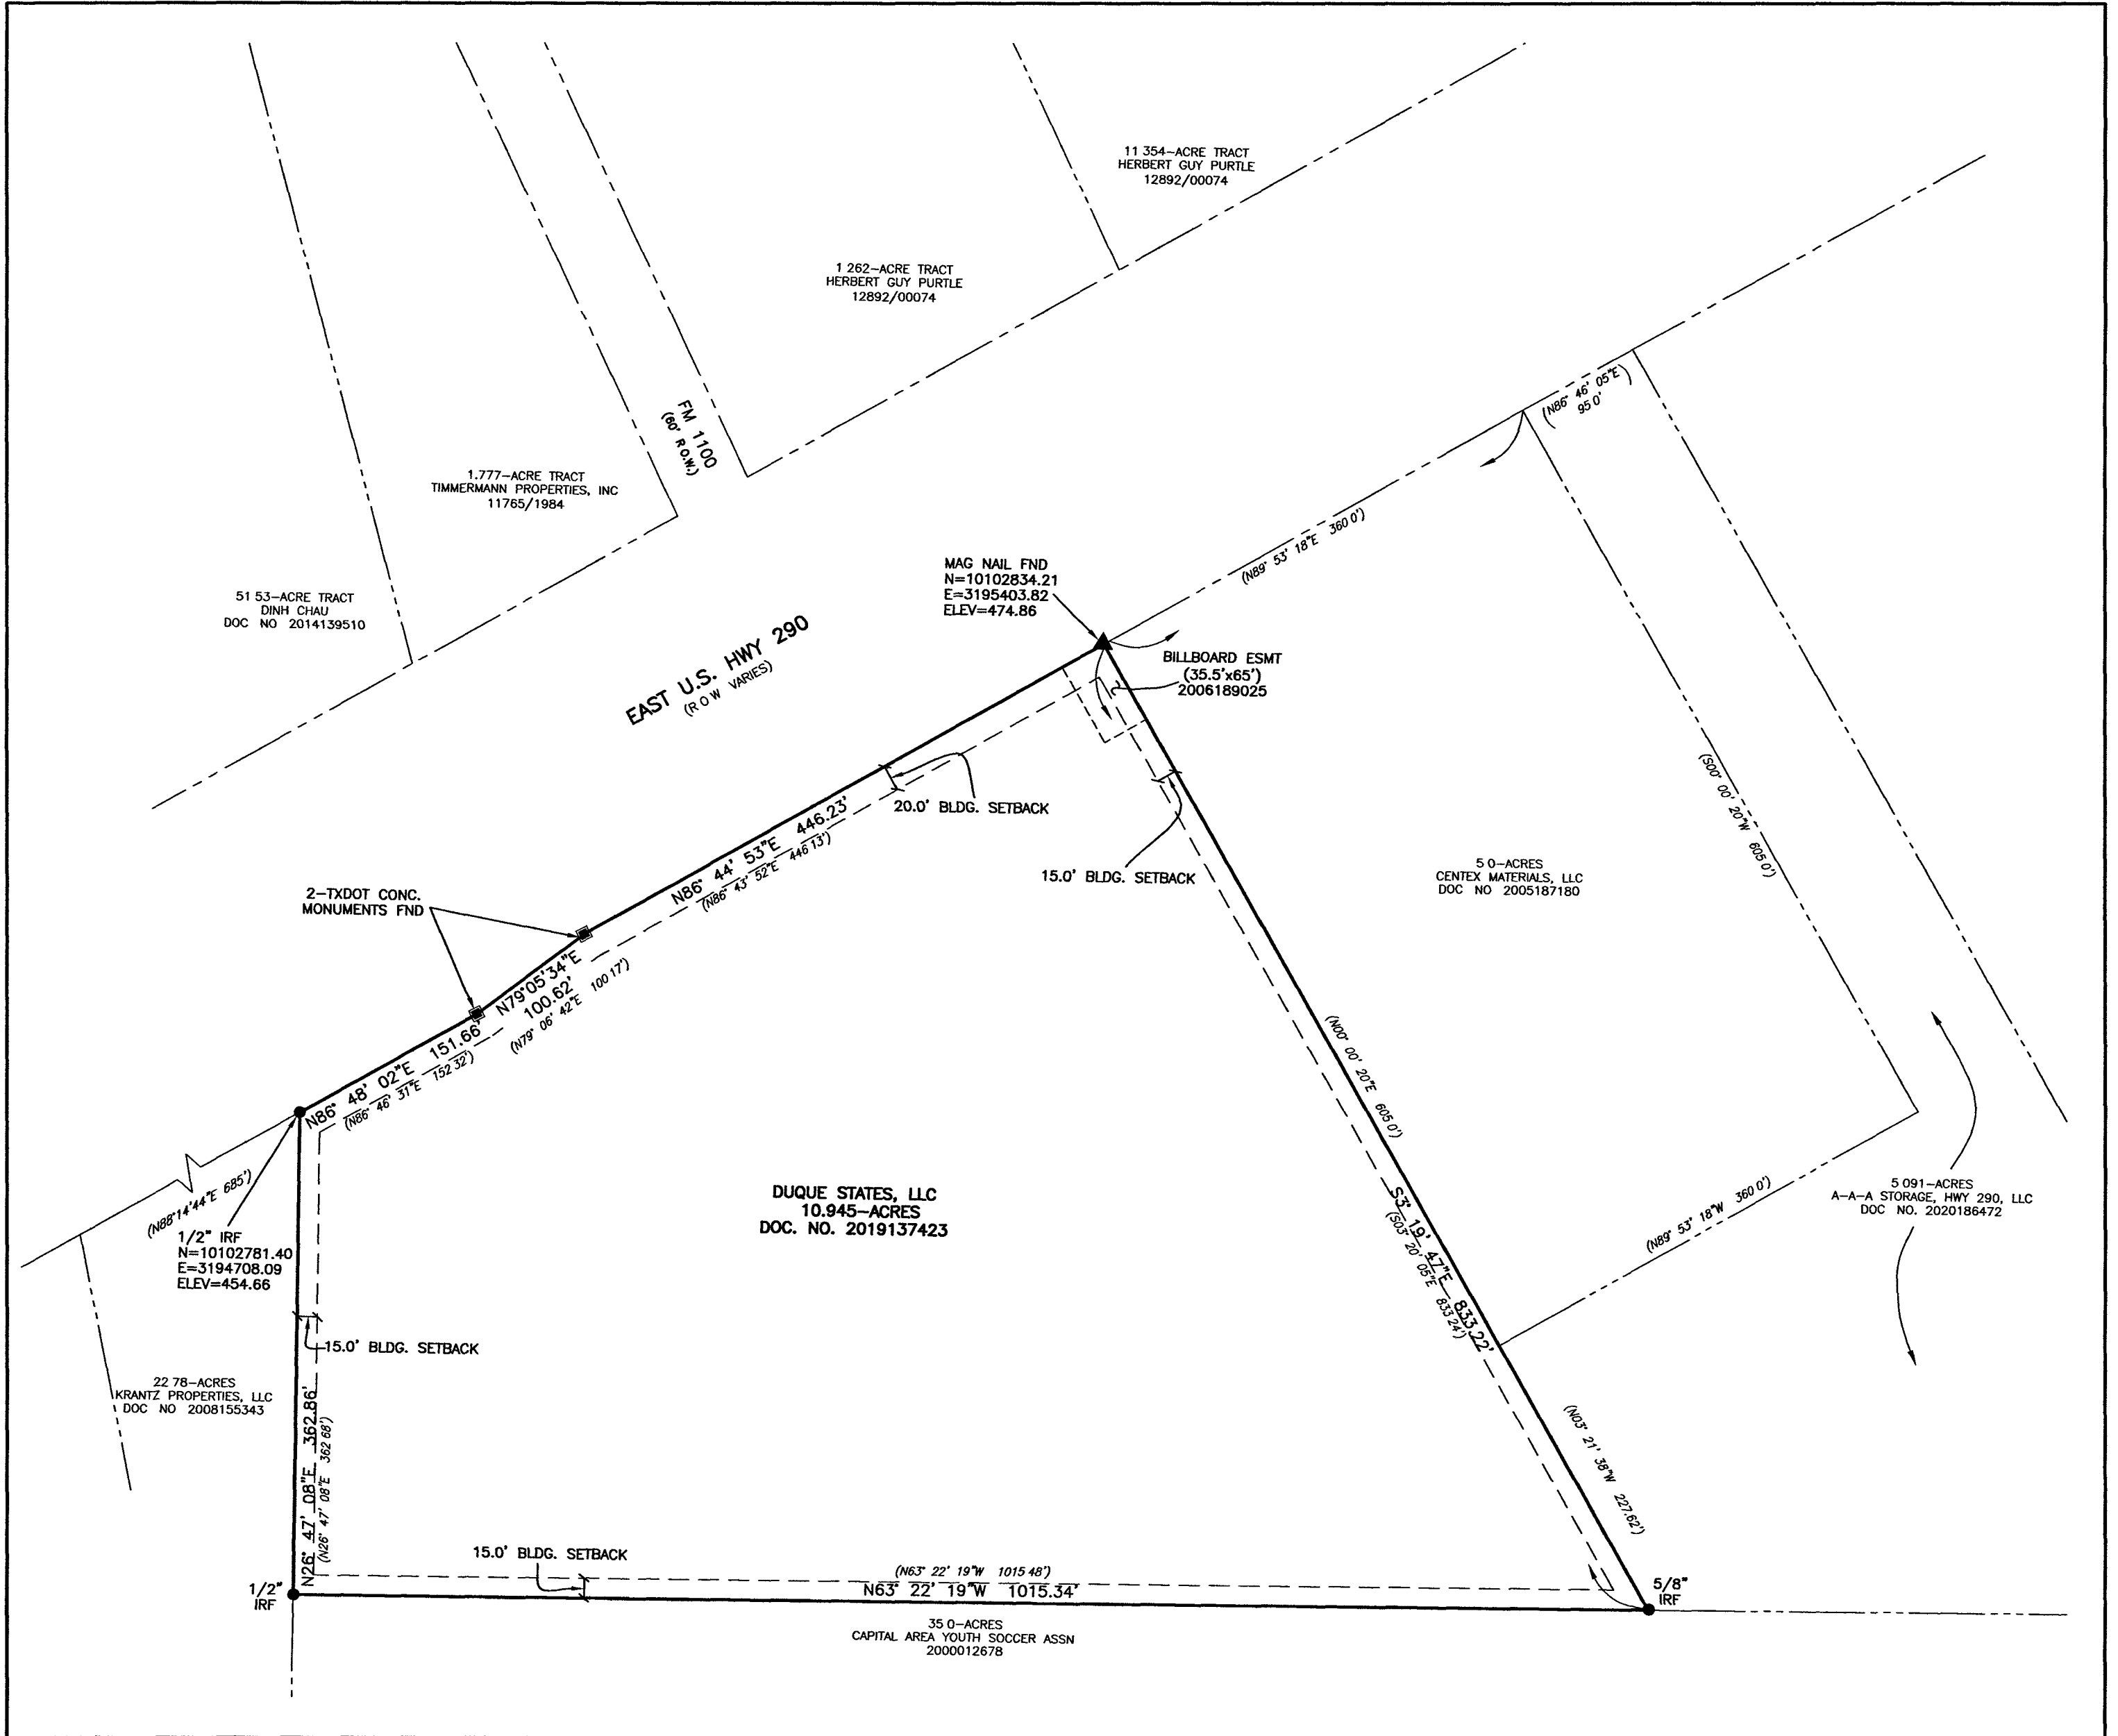 11 354-ACRE TRACT
HERBERT GUY PURTLE
12892/00074
1 262-ACRE TRACT
HERBERT GUY PURTLE
12892/00074
FM 1100
(60' R.O.W.)
1.777-ACRE TRACT
TIMMERMANN PROPERTIES, INC
11765/1984
51 53-ACRE TRACT
DINH CHAU
DOC NO 2014139510
(N86° 46' 05"E)
95 0'
(N89° 53' 18"E 360 0')
MAG NAIL FND
N=10102834.21
E=3195403.82
ELEV=474.86
EAST U.S. HWY 290
(R O W VARIES)
BILLBOARD ESMT
(35.5'x65')
2006189025
20.0' BLDG. SETBACK
15.0' BLDG. SETBACK
(S00° 00' 20"W 605 0')
5 0-ACRES
CENTEX MATERIALS, LLC
DOC NO 2005187180
N86° 44' 53"E 446.23'
(N86° 43' 52"E 446 13')
2-TXDOT CONC.
MONUMENTS FND
N79°05'34"E
100.62'
(N79° 06' 42"E 100 17')
N86° 48' 02"E 151.66'
(N86° 46' 31"E 152 32')
(N00° 00' 20"E 605 0')
(N88°14'44"E 685')
1/2" IRF
N=10102781.40
E=3194708.09
ELEV=454.66
DUQUE STATES, LLC
10.945-ACRES
DOC. NO. 2019137423
S3° 19' 47"E 833.22'
(S03° 20' 05"E 833 24')
(N89° 53' 18"W 360 0')
5 091-ACRES
A-A-A STORAGE, HWY 290, LLC
DOC NO. 2020186472
15.0' BLDG. SETBACK
22 78-ACRES
KRANTZ PROPERTIES, LLC
DOC NO 2008155343
N26° 47' 08"E 362.86'
(N26° 47' 08"E 362 68')
(N03° 21' 38"W 227.62')
15.0' BLDG. SETBACK
(N63° 22' 19"W 1015 48')
N63° 22' 19"W 1015.34'
1/2"
IRF
5/8"
IRF
35 0-ACRES
CAPITAL AREA YOUTH SOCCER ASSN
2000012678